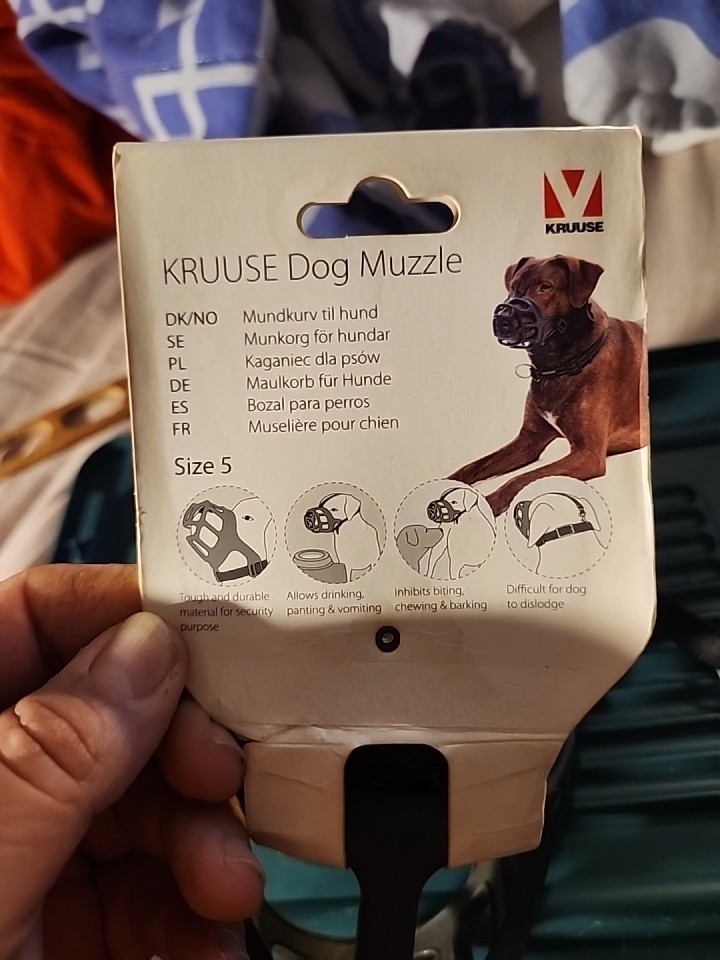 KRUUSE
KRUUSE Dog Muzzle
DK/NO Mundkurv til hund
SE Munkorg för hundar
PL Kaganiec dla psów
DE Maulkorb für Hunde
ES Bozal para perros
FR Muselière pour chien
Size 5
Tough and durable
material for security
purpose
Allows drinking,
panting & vomiting
Inhibits biting,
chewing & barking
Difficult for dog
to dislodge